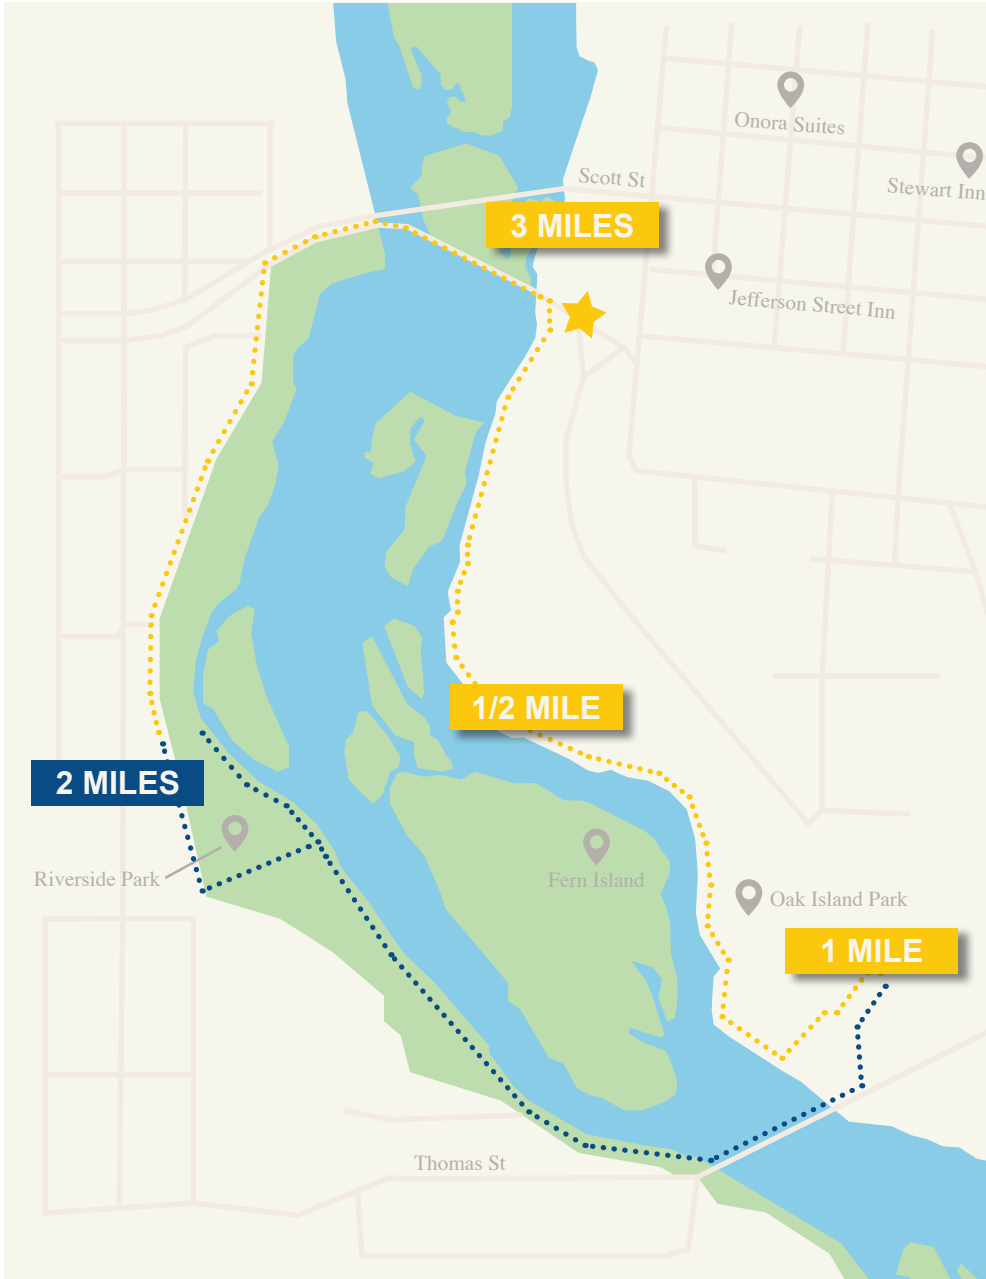 Onora Suites
Stewart Inn
Scott St
3 MILES
Jefferson Street Inn
1/2 MILE
2 MILES
Riverside Park
Fern Island
Oak Island Park
1 MILE
Thomas St